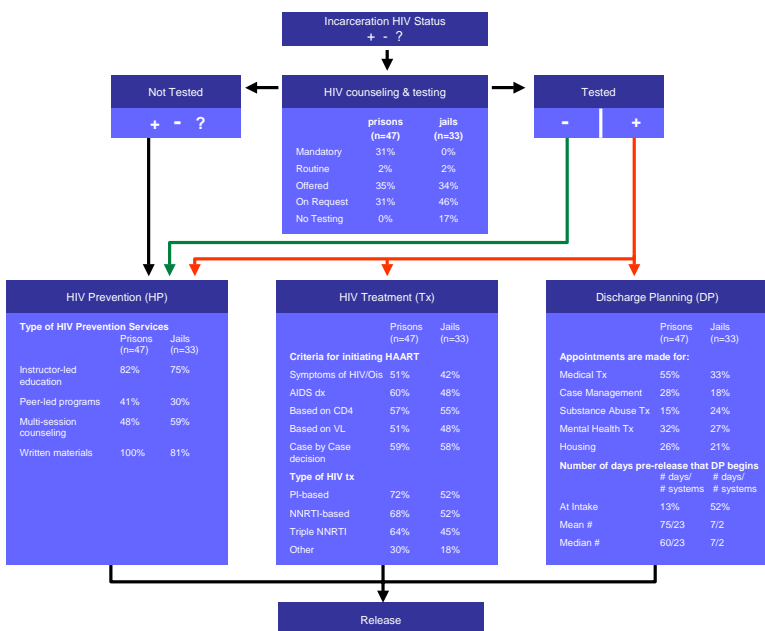 Incarceration HIV Status
+ - ?
Not Tested
+ - ?
HIV counseling & testing
prisons jails
(n=47) (n=33)
Mandatory 31% 0%
Routine 2% 2%
Offered 35% 34%
On Request 31% 46%
No Testing 0% 17%
Tested
- +
HIV Prevention (HP)
Type of HIV Prevention Services
Prisons Jails
(n=47) (n=33)
Instructor-led 82% 75%
education
Peer-led programs 41% 30%
Multi-session 48% 59%
counseling
Written materials 100% 81%
HIV Treatment (Tx)
Prisons Jails
(n=47) (n=33)
Criteria for initiating HAART
Symptoms of HIV/Ois 51% 42%
AIDS dx 60% 48%
Based on CD4 57% 55%
Based on VL 51% 48%
Case by Case 59% 58%
decision
Type of HIV tx
PI-based 72% 52%
NNRTI-based 68% 52%
Triple NNRTI 64% 45%
Other 30% 18%
Discharge Planning (DP)
Prisons Jails
(n=47) (n=33)
Appointments are made for:
Medical Tx 55% 33%
Case Management 28% 18%
Substance Abuse Tx 15% 24%
Mental Health Tx 32% 27%
Housing 26% 21%
Number of days pre-release that DP begins
# days/ # days/
# systems # systems
At Intake 13% 52%
Mean # 75/23 7/2
Median # 60/23 7/2
Release